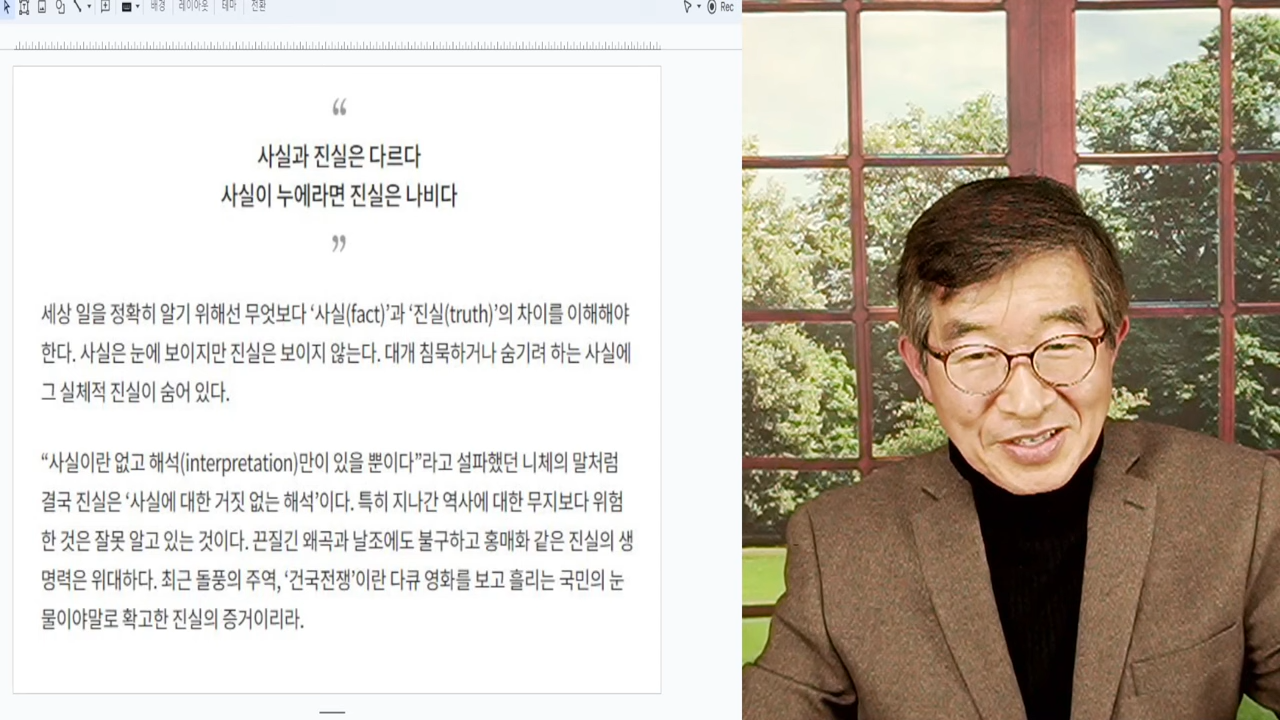 배경 레이아웃 테마 전환 Rec
“
사실과 진실은 다르다
사실이 누에라면 진실은 나비다
”
세상 일을 정확히 알기 위해선 무엇보다 ‘사실(fact)’과 ‘진실(truth)’의 차이를 이해해야
한다. 사실은 눈에 보이지만 진실은 보이지 않는다. 대개 침묵하거나 숨기려 하는 사실에
그 실체적 진실이 숨어 있다.
“사실이란 없고 해석(interpretation)만이 있을 뿐이다”라고 설파했던 니체의 말처럼
결국 진실은 ‘사실에 대한 거짓 없는 해석’이다. 특히 지나간 역사에 대한 무지보다 위험
한 것은 잘못 알고 있는 것이다. 끈질긴 왜곡과 날조에도 불구하고 홍매화 같은 진실의 생
명력은 위대하다. 최근 돌풍의 주역, ‘건국전쟁’이란 다큐 영화를 보고 흘리는 국민의 눈
물이야말로 확고한 진실의 증거이리라.